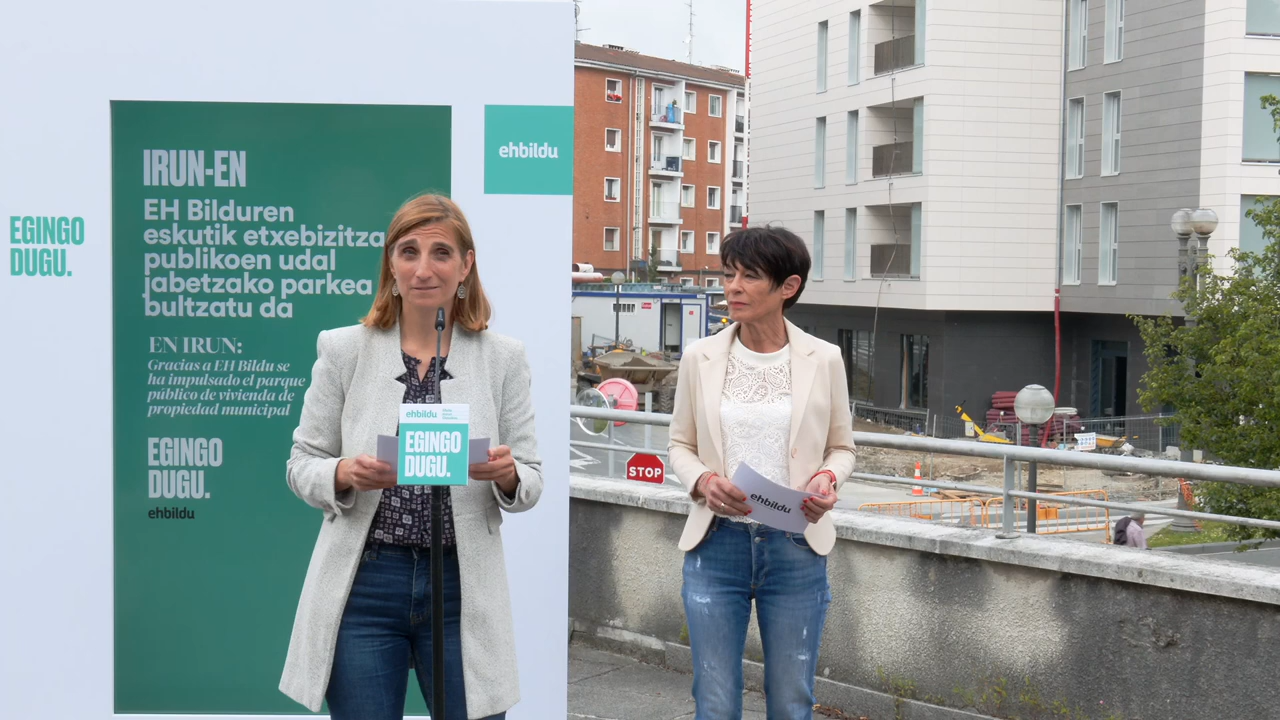 EGINGO
DUGU.
IRUN-EN
EH Bilduren
eskutik etxebizitza
publikoen udal
jabetzako parkea
bultzatu da
EN IRUN:
Gracias a EH Bildu se
ha impulsado el parque
público de vivienda de
propiedad municipal
EGINGO
DUGU.
ehbildu
ehbildu
ehbildu
EGINGO
DUGU.
ehbildu
STOP